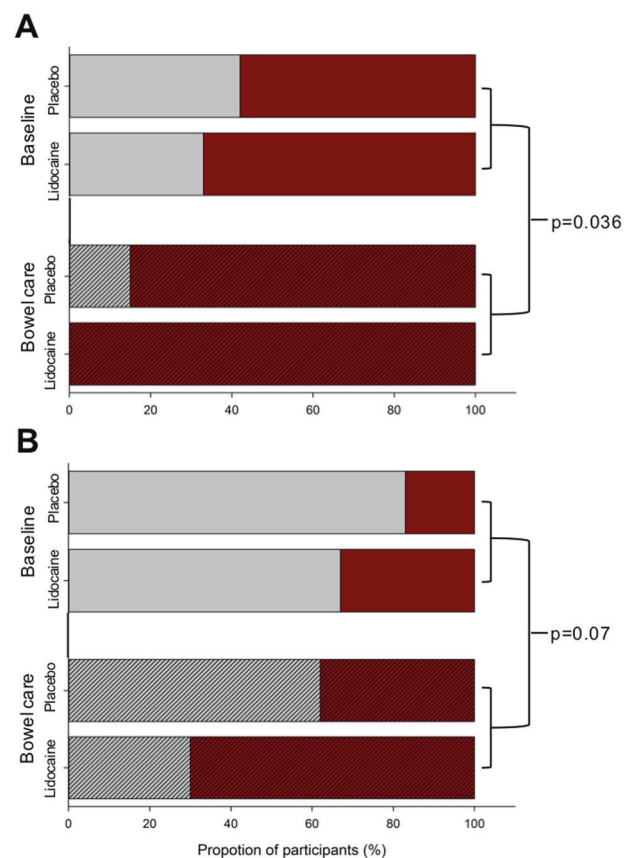 A
Baseline
Placebo
Lidocaine
Bowel care
Placebo
Lidocaine
p=0.036
0 20 40 60 80 100
B
Baseline
Placebo
Lidocaine
Bowel care
Placebo
Lidocaine
p=0.07
0 20 40 60 80 100
Propotion of participants (%)